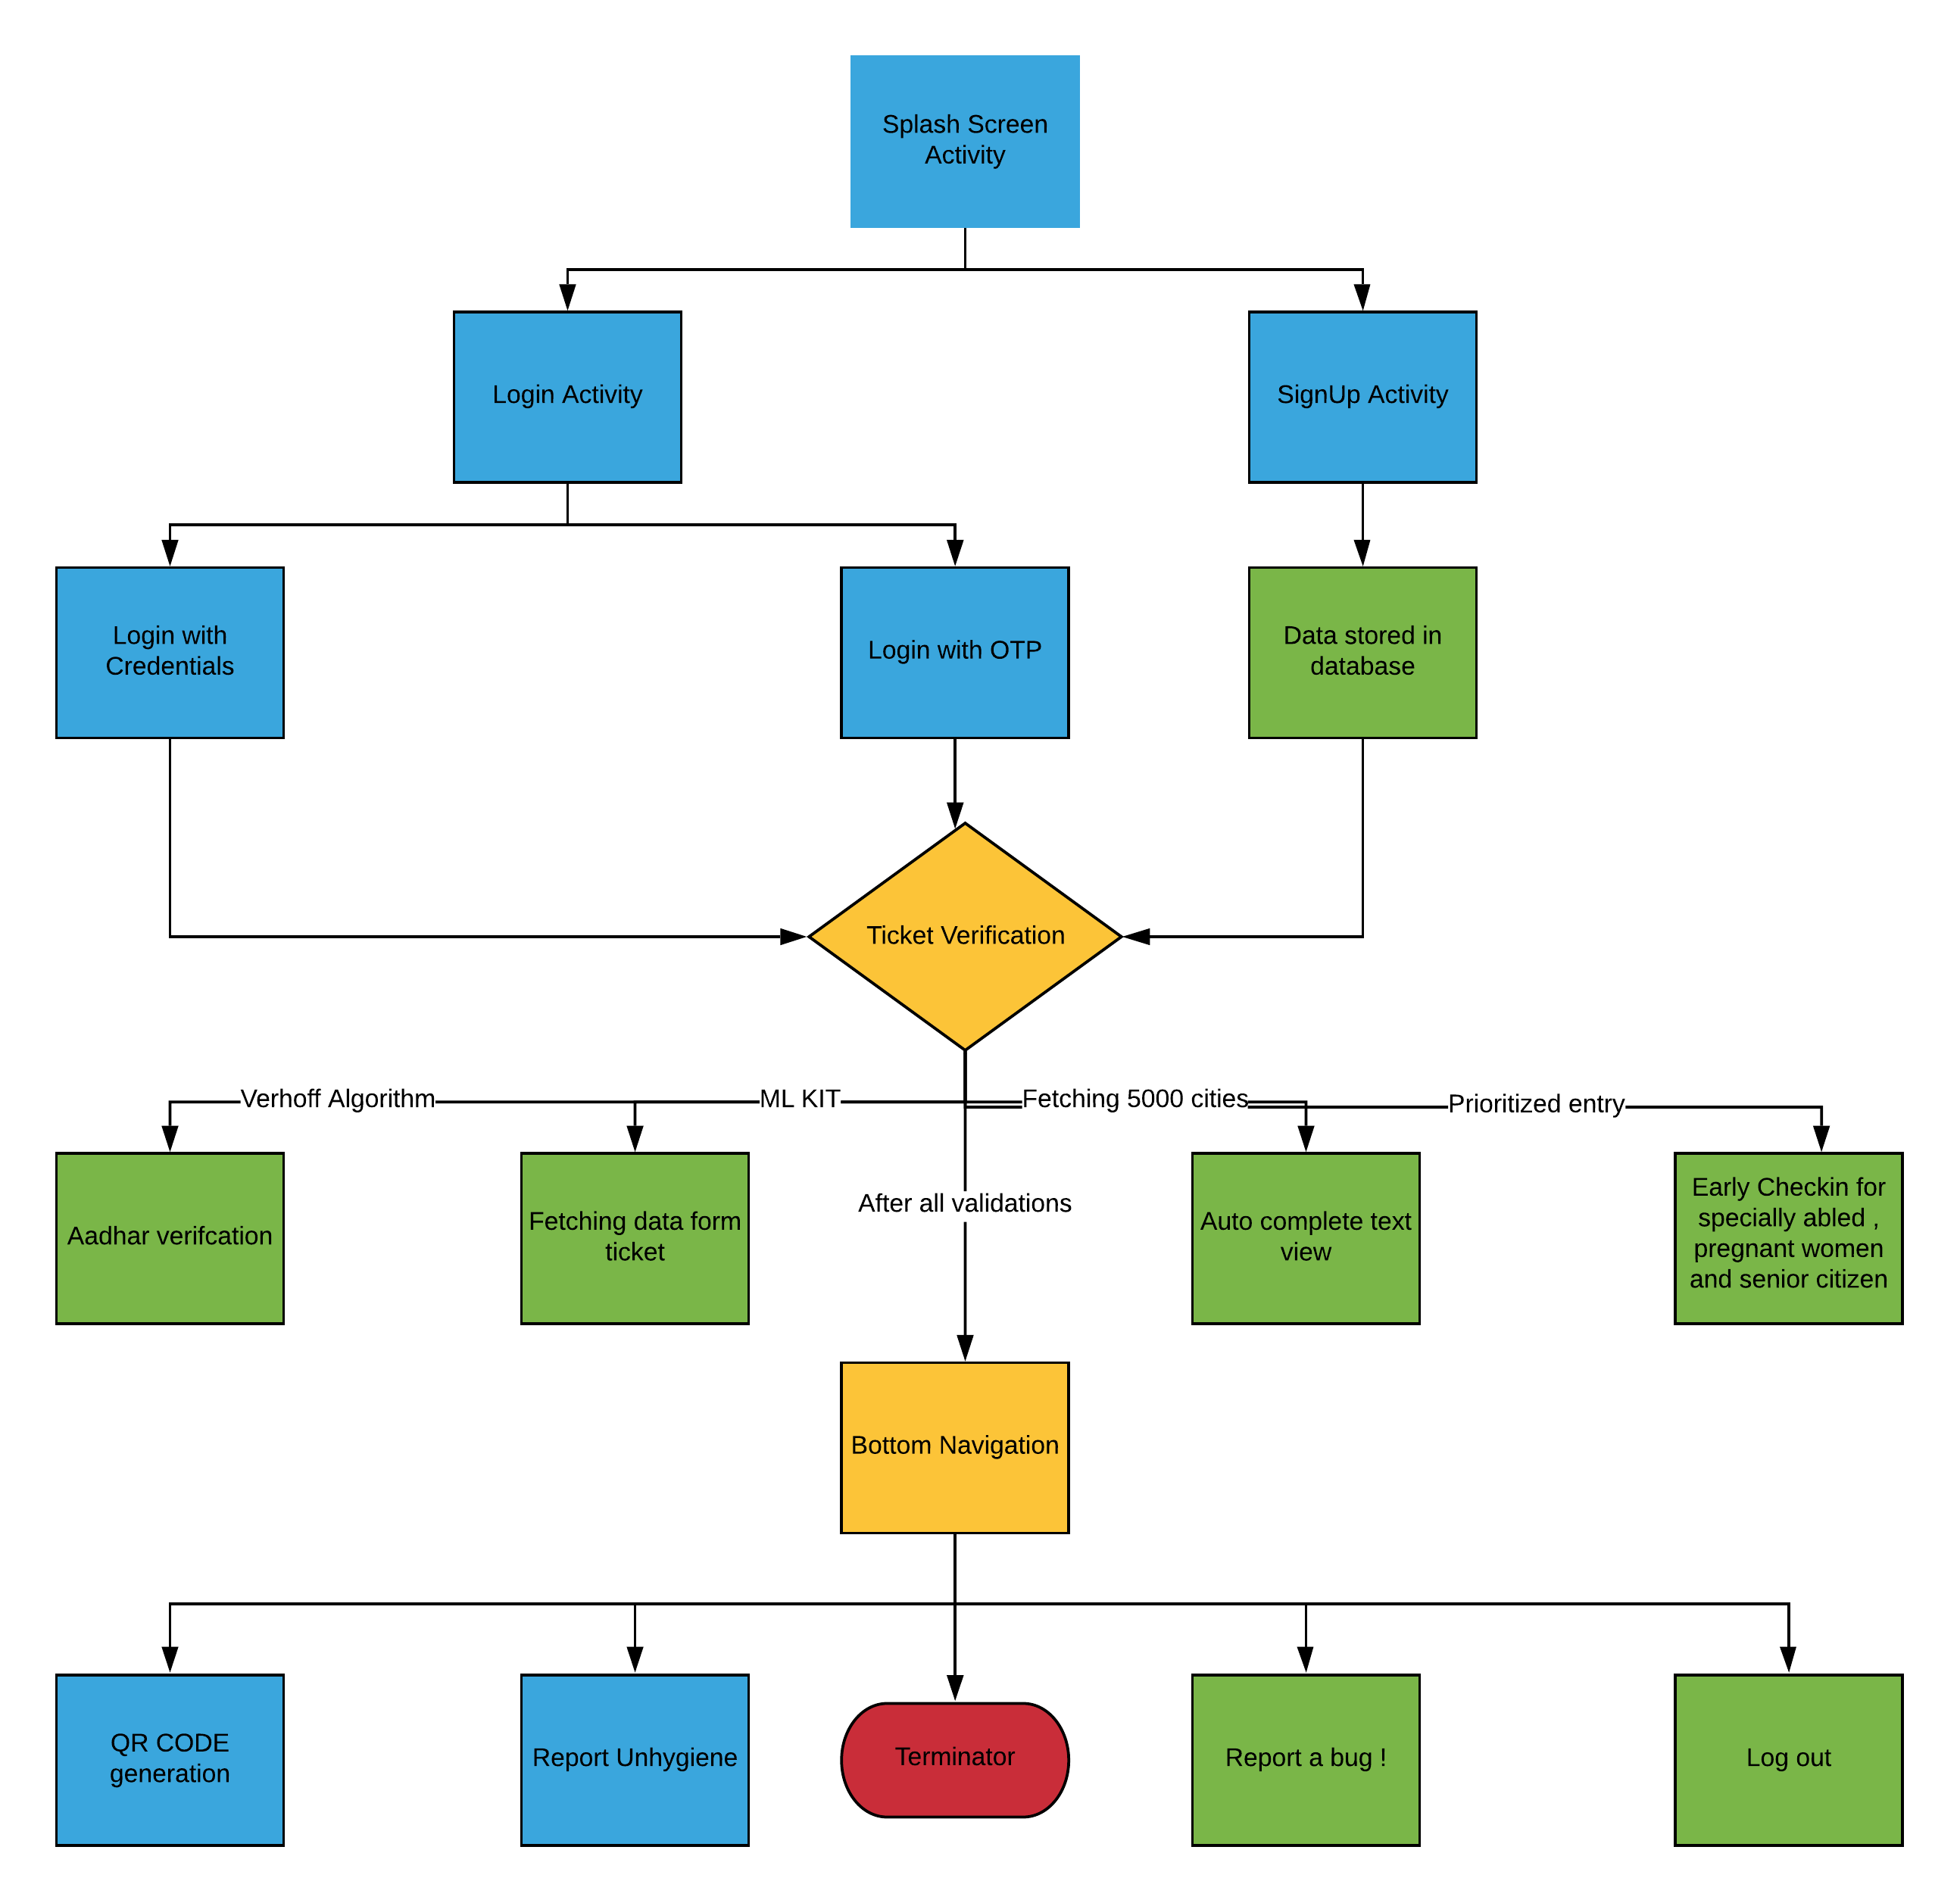 Splash Screen
Activity
Login Activity
SignUp Activity
Login with
Credentials
Login with OTP
Data stored in
database
Ticket Verification
Verhoff Algorithm
ML KIT
Fetching 5000 cities
Prioritized entry
After all validations
Aadhar verifcation
Fetching data form
ticket
Auto complete text
view
Early Checkin for
specially abled ,
pregnant women
and senior citizen
Bottom Navigation
QR CODE
generation
Report Unhygiene
Terminator
Report a bug !
Log out